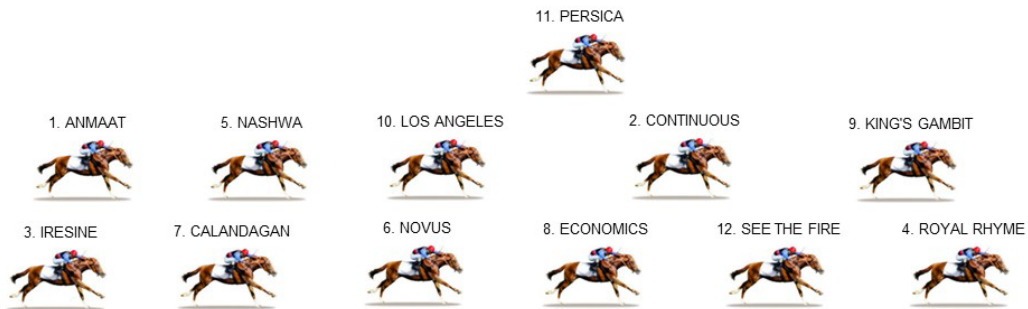 11. PERSICA
1. ANMAAT 5. NASHWA 10. LOS ANGELES 2. CONTINUOUS 9. KING'S GAMBIT
3. IRESINE 7. CALANDAGAN 6. NOVUS 8. ECONOMICS 12. SEE THE FIRE 4. ROYAL RHYME